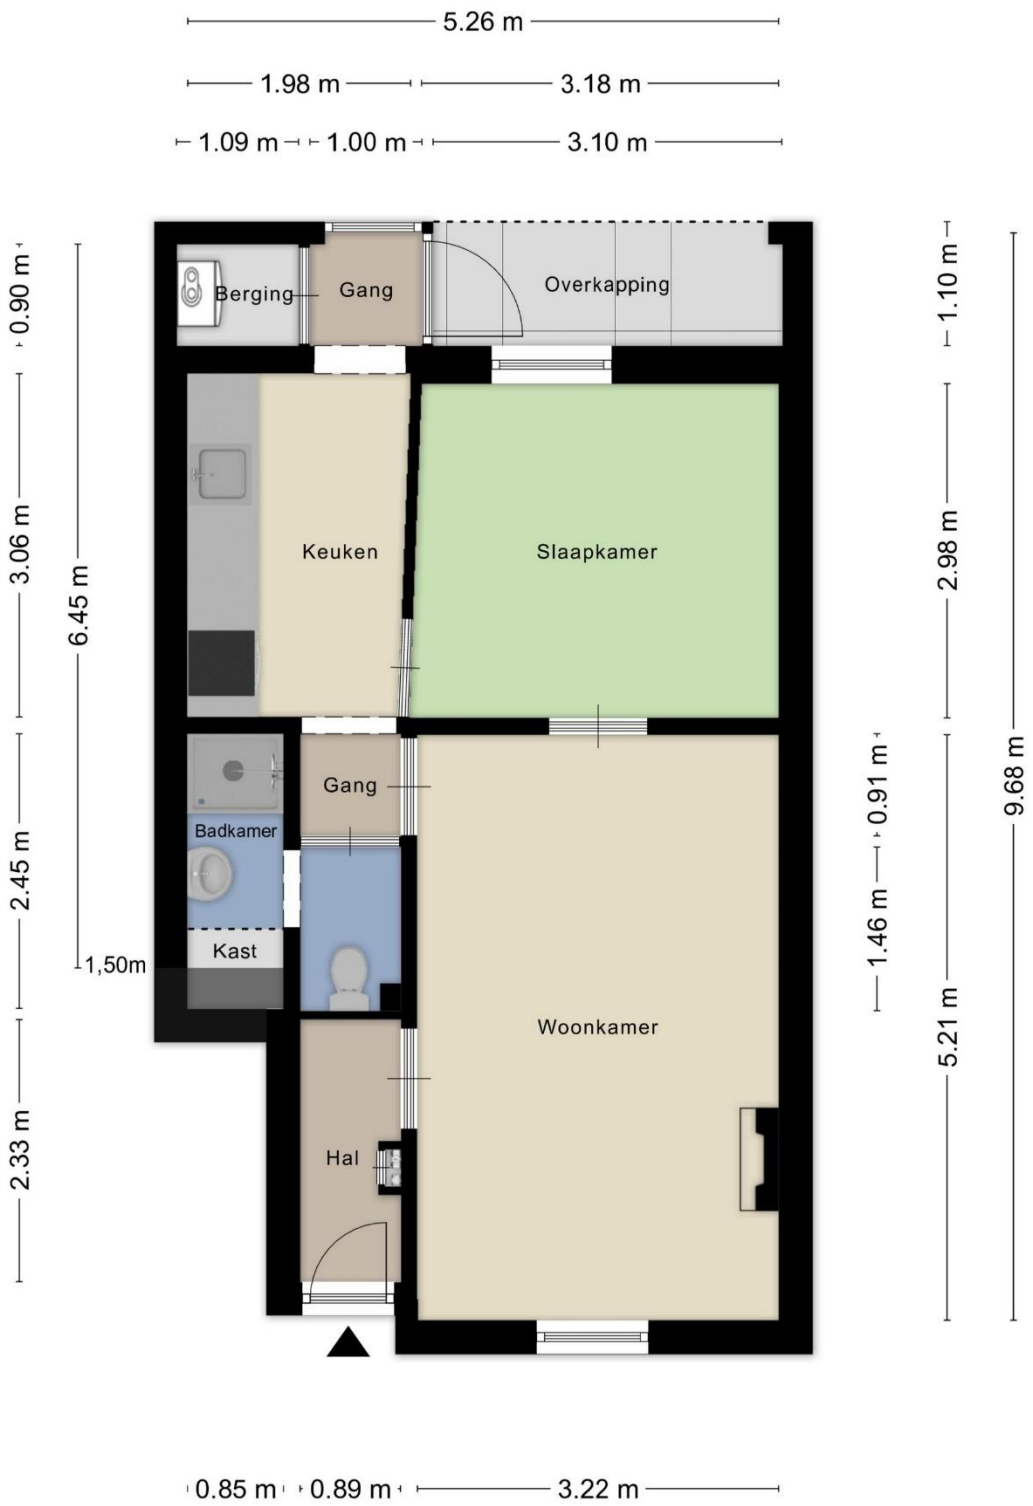 5.26 m
1.98 m 3.18 m
1.09 m 1.00 m 3.10 m
0.90 m
1.10 m
Berging
Gang
Overkapping
3.06 m
6.45 m
Keuken
Slaapkamer
2.98 m
9.68 m
Gang
0.91 m
Badkamer
2.45 m
Kast
1,50m
1.46 m
Woonkamer
5.21 m
2.33 m
Hal
0.85 m 0.89 m 3.22 m